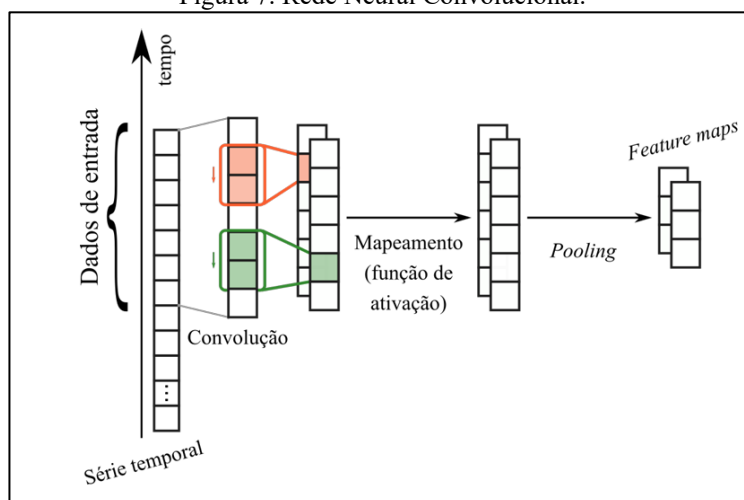 Figura 7. Rede Neural Convolucional.
tempo
Dados de entrada
Feature maps
Mapeamento
(função de
ativação)
Pooling
Convolução
...
Série temporal